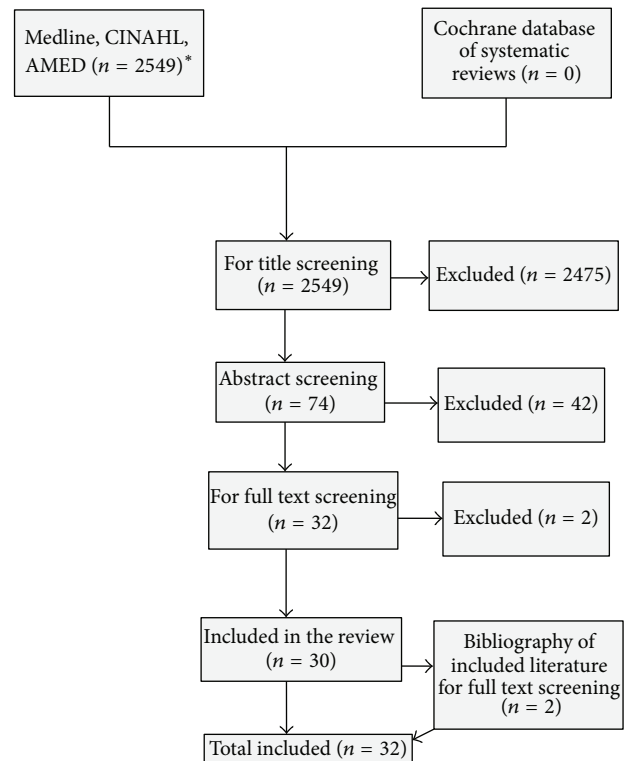 Medline, CINAHL,
AMED (n = 2549)*
Cochrane database
of systematic
reviews (n = 0)
For title screening
(n = 2549)
Excluded (n = 2475)
Abstract screening
(n = 74)
Excluded (n = 42)
For full text screening
(n = 32)
Excluded (n = 2)
Included in the review
(n = 30)
Bibliography of
included literature
for full text screening
(n = 2)
Total included (n = 32)